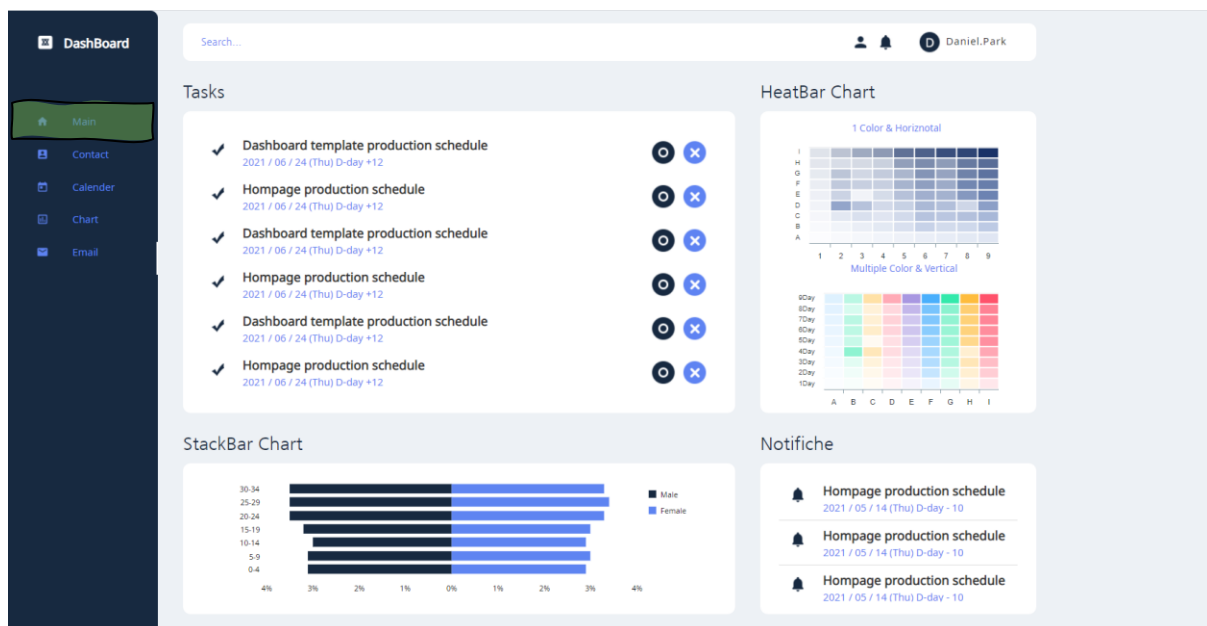 DashBoard
Main
Contact
Calender
Chart
Email
Search...
D Daniel.Park
Tasks
Dashboard template production schedule
2021 / 06 / 24 (Thu) D-day +12
Hompage production schedule
2021 / 06 / 24 (Thu) D-day +12
Dashboard template production schedule
2021 / 06 / 24 (Thu) D-day +12
Hompage production schedule
2021 / 06 / 24 (Thu) D-day +12
Dashboard template production schedule
2021 / 06 / 24 (Thu) D-day +12
Hompage production schedule
2021 / 06 / 24 (Thu) D-day +12
HeatBar Chart
1 Color & Horiznotal
I
H
G
F
E
D
C
B
A
1 2 3 4 5 6 7 8 9
Multiple Color & Vertical
9Day
8Day
7Day
6Day
5Day
4Day
3Day
2Day
1Day
A B C D E F G H I
StackBar Chart
30-34
25-29
20-24
15-19
10-14
5-9
0-4
4% 3% 2% 1% 0% 1% 2% 3% 4%
Male
Female
Notifiche
Hompage production schedule
2021 / 05 / 14 (Thu) D-day - 10
Hompage production schedule
2021 / 05 / 14 (Thu) D-day - 10
Hompage production schedule
2021 / 05 / 14 (Thu) D-day - 10